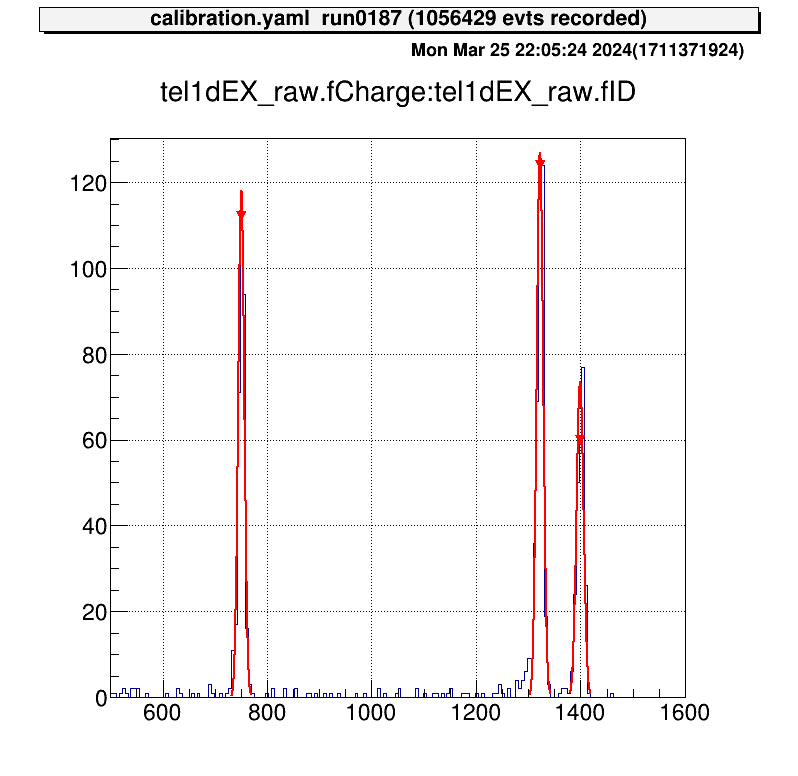 calibration.yaml run0187 (1056429 evts recorded)
Mon Mar 25 22:05:24 2024(1711371924)
tel1dEX_raw.fCharge:tel1dEX_raw.fID
120
100
80
60
40
20
0
600 800 1000 1200 1400 1600